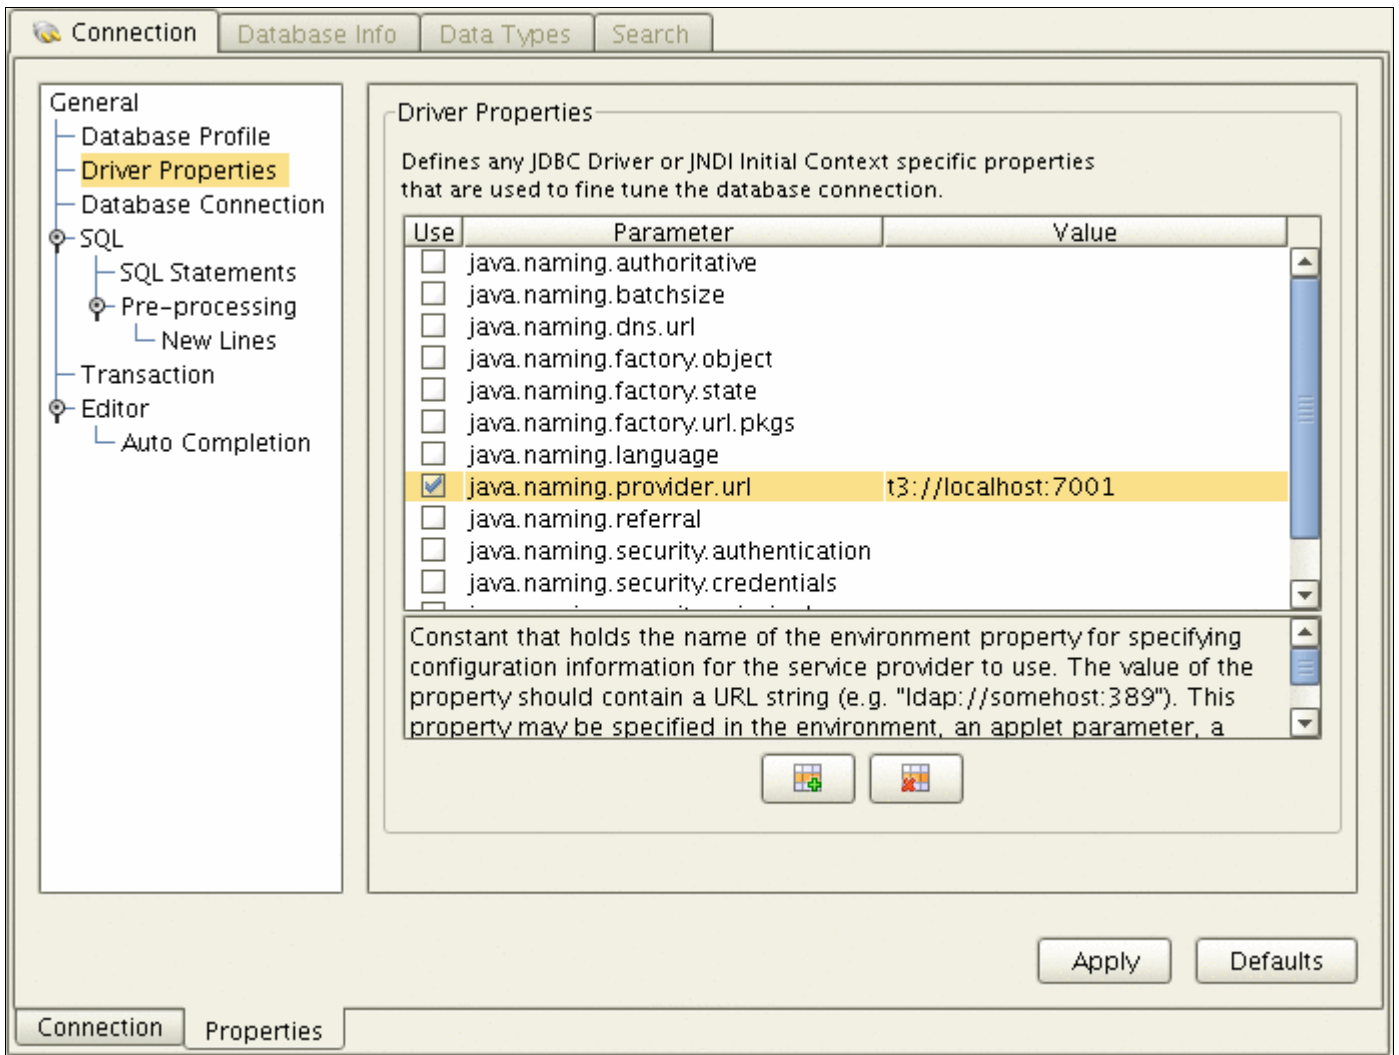 Connection
Database Info
Data Types
Search
General
Database Profile
Driver Properties
Database Connection
SQL
SQL Statements
Pre-processing
New Lines
Transaction
Editor
Auto Completion
Driver Properties
Defines any JDBC Driver or JNDI Initial Context specific properties
that are used to fine tune the database connection.
Use Parameter Value
java.naming.authoritative
java.naming.batchsize
java.naming.dns.url
java.naming.factory.object
java.naming.factory.state
java.naming.factory.url.pkgs
java.naming.language
java.naming.provider.url t3://localhost:7001
java.naming.referral
java.naming.security.authentication
java.naming.security.credentials
Constant that holds the name of the environment property for specifying
configuration information for the service provider to use. The value of the
property should contain a URL string (e.g. "ldap://somehost:389"). This
property may be specified in the environment, an applet parameter, a
Apply
Defaults
Connection
Properties